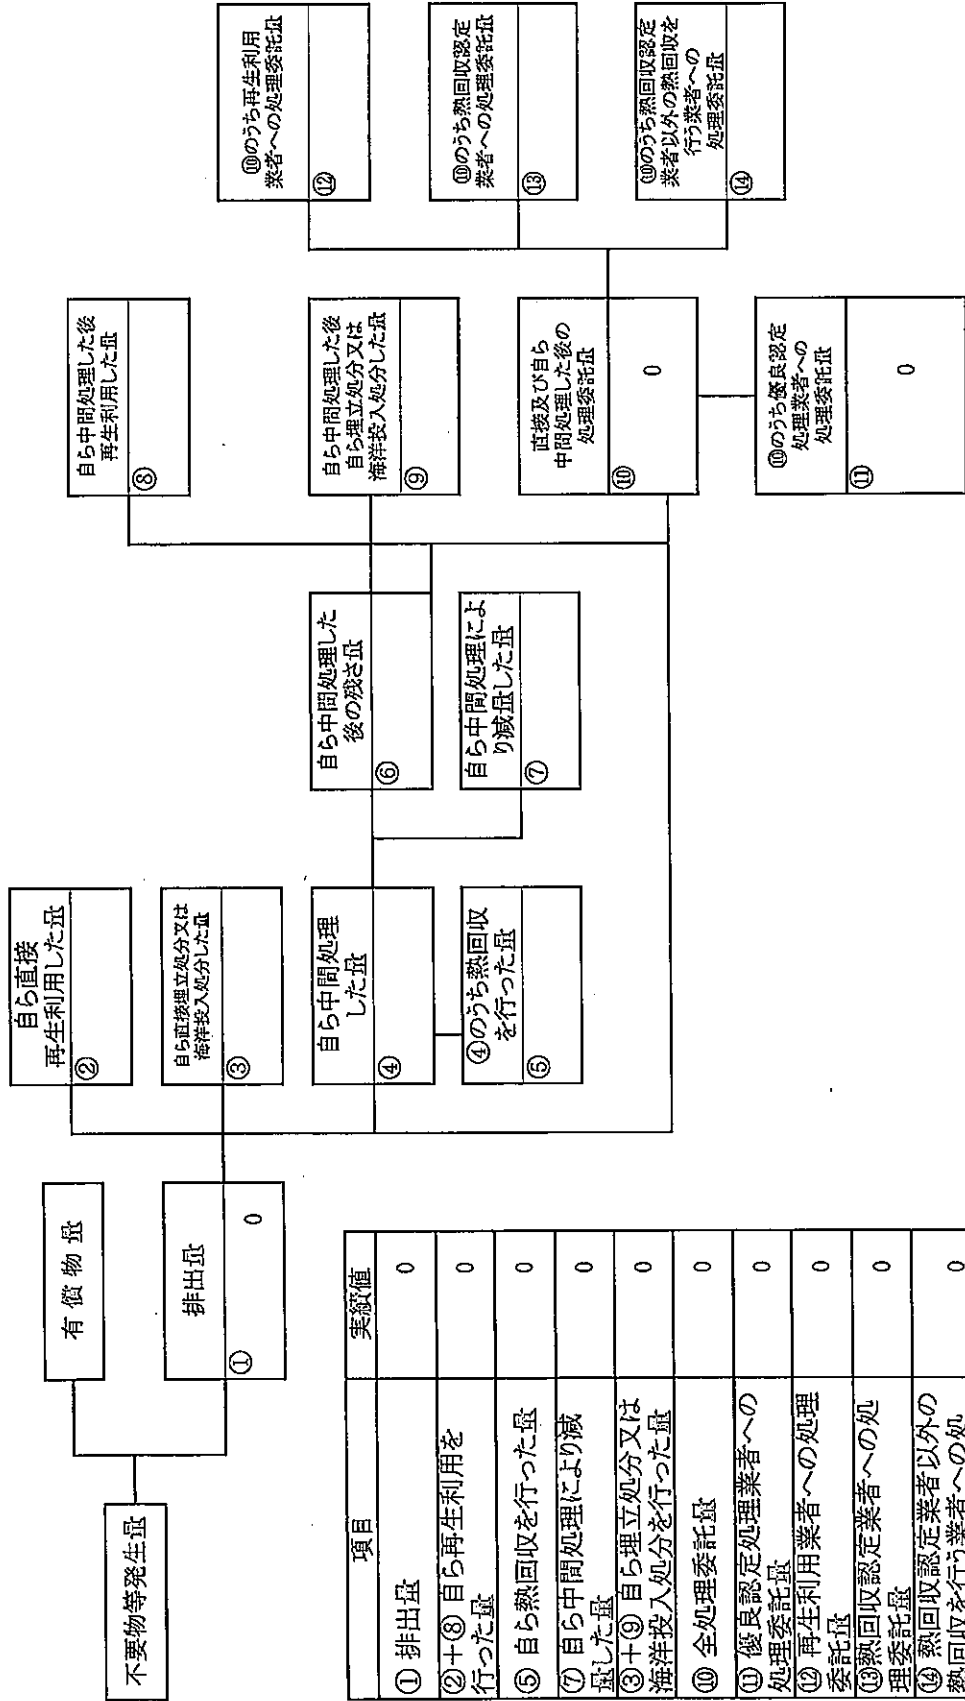 不要物等発生量
有償物量
排出量
①
0
自ら直接
再生利用した量
②
自ら直接埋立処分又は
海洋投入処分した量
③
自ら中間処理
した量
④
④のうち熱回収
を行った量
⑤
自ら中間処理した
後の残さ量
⑥
自ら中間処理によ
り減量した量
⑦
自ら中間処理した後
再生利用した量
⑧
自ら中間処理した後
自ら埋立処分又は
海洋投入処分した量
⑨
直接及び自ら
中間処理した後の
処理委託量
⑩
0
⑩のうち優良認定
処理業者への
処理委託量
⑪
0
⑩のうち再生利用
業者への処理委託量
⑫
⑩のうち熱回収認定
業者への処理委託量
⑬
⑩のうち熱回収認定
業者以外の熱回収を
行う業者への
処理委託量
⑭
項目 実績値
① 排出量 0
②+⑧ 自ら再生利用を
行った量 0
⑤ 自ら熱回収を行った量 0
⑦ 自ら中間処理により減
量した量 0
③+⑨ 自ら埋立処分又は
海洋投入処分を行った量 0
⑩ 全処理委託量 0
⑪ 優良認定処理業者への
処理委託量 0
⑫ 再生利用業者への処理
委託量 0
⑬熱回収認定業者への処
理委託量 0
⑭ 熱回収認定業者以外の
熱回収を行う業者への処 0